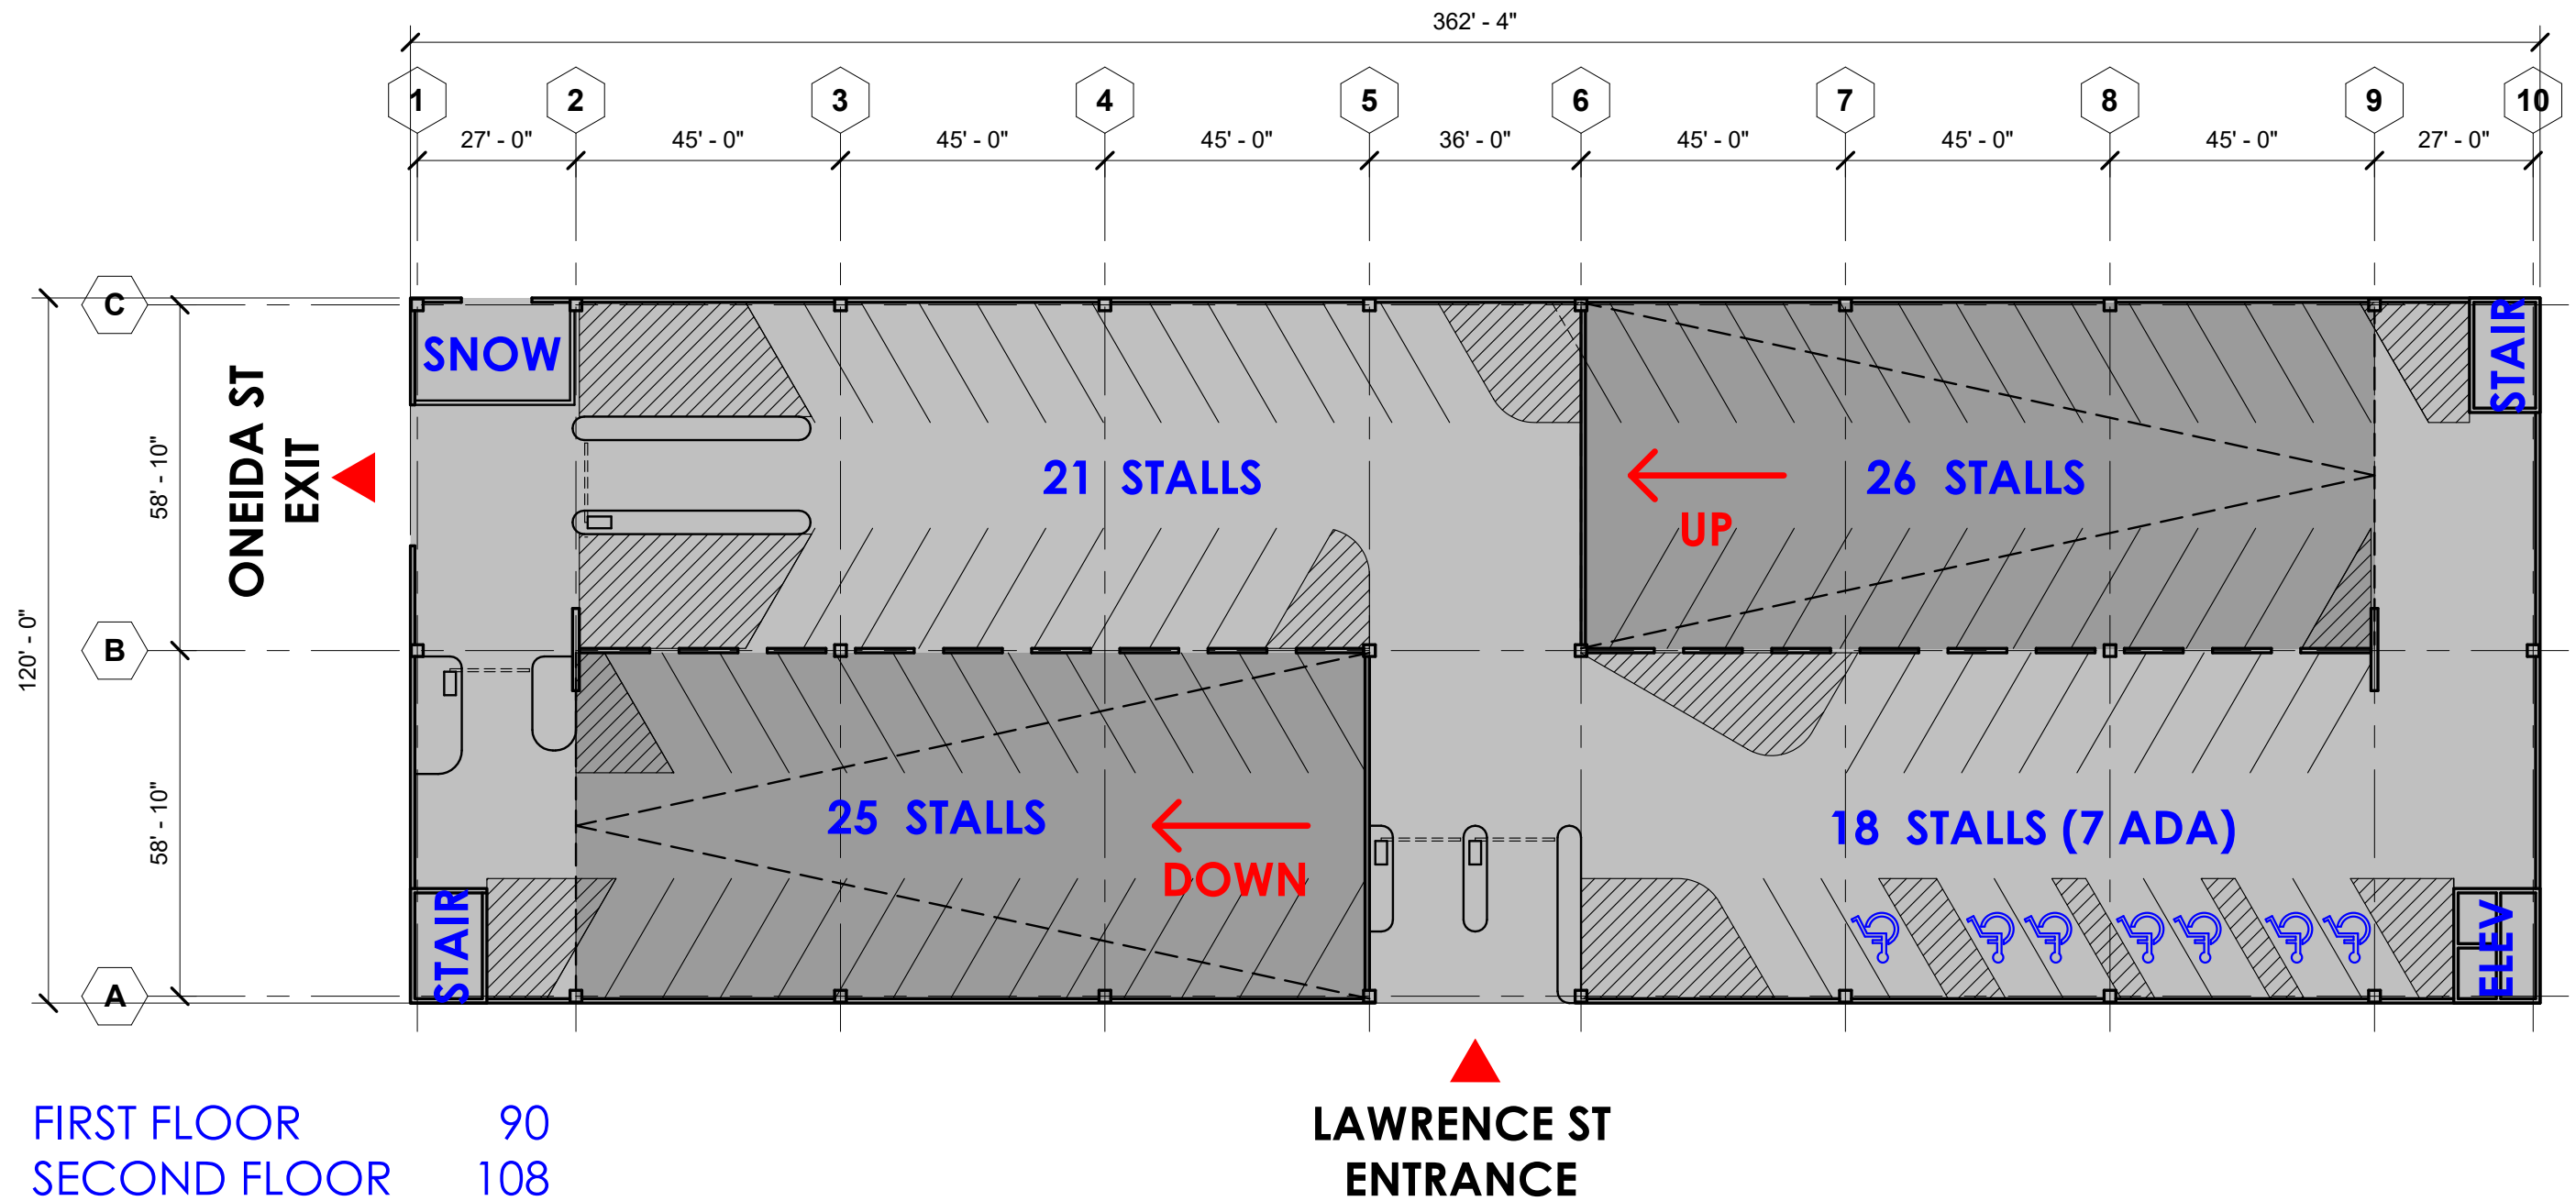 362' - 4"
1 2 3 4 5 6 7 8 9 10
27' - 0" 45' - 0" 45' - 0" 45' - 0" 36' - 0" 45' - 0" 45' - 0" 45' - 0" 27' - 0"
C
B
A
120' - 0"
58' - 10"
58' - 10"
ONEIDA ST
EXIT
SNOW
STAIR
21 STALLS
26 STALLS
UP
25 STALLS
DOWN
18 STALLS (7 ADA)
STAIR
ELEV
LAWRENCE ST
ENTRANCE
FIRST FLOOR 90
SECOND FLOOR 108